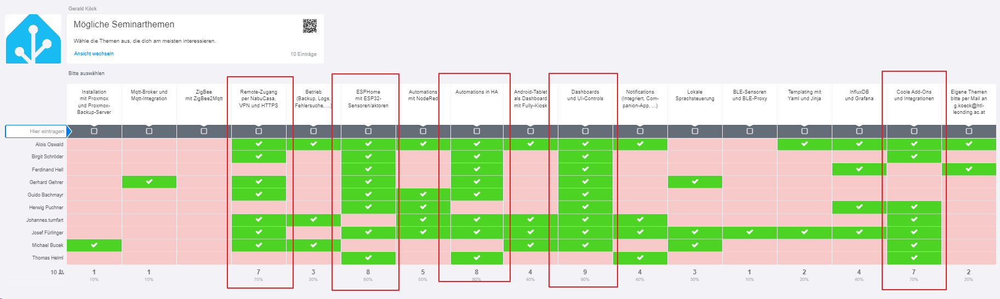 Gerald Köck
Mögliche Seminarthemen
Wähle die Themen aus, die dich am meisten interessieren.
Ansicht wechseln
10 Einträge
Bitte auswählen
Installation
mit Proxmox
und Proxmox-
Backup-Server
Mqtt-Broker und
Mqtt-Integration
ZigBee
mit ZigBee2Mqtt
Remote-Zugang
per NabuCasa,
VPN und HTTPS
Betrieb
(Backup, Logs,
Fehlersuche, ...)
ESPHome
mit ESP32-
Sensoren/aktoren
Automations
mit NodeRed
Automations in HA
Android-Tablet
als Dashboard
mit Fully-Kiosk
Dashboards
und UI-Controls
Notifications
(Integriert, Com-
panion-App, ...)
Lokale
Sprachsteuerung
BLE-Sensoren
und BLE-Proxy
Templating mit
Yaml und Jinja
InfluxDB
und Grafana
Coole Add-Ons
und Integrationen
Eigene Themen
bitte per Mail an
g.koeck@htl-
leonding.ac.at
Hier eintragen
Alois Oswald
Birgit Schröder
Ferdinand Hell
Gerhard Gehrer
Guido Bachmayr
Herwig Puchner
Johannes.tumfart
Josef Fürlinger
Michael Bucek
Thomas Helml
10 1 1 7 3 8 5 8 4 9 4 3 1 2 4 7 2
10% 10% 70% 30% 80% 50% 80% 40% 90% 40% 30% 10% 20% 40% 70% 20%